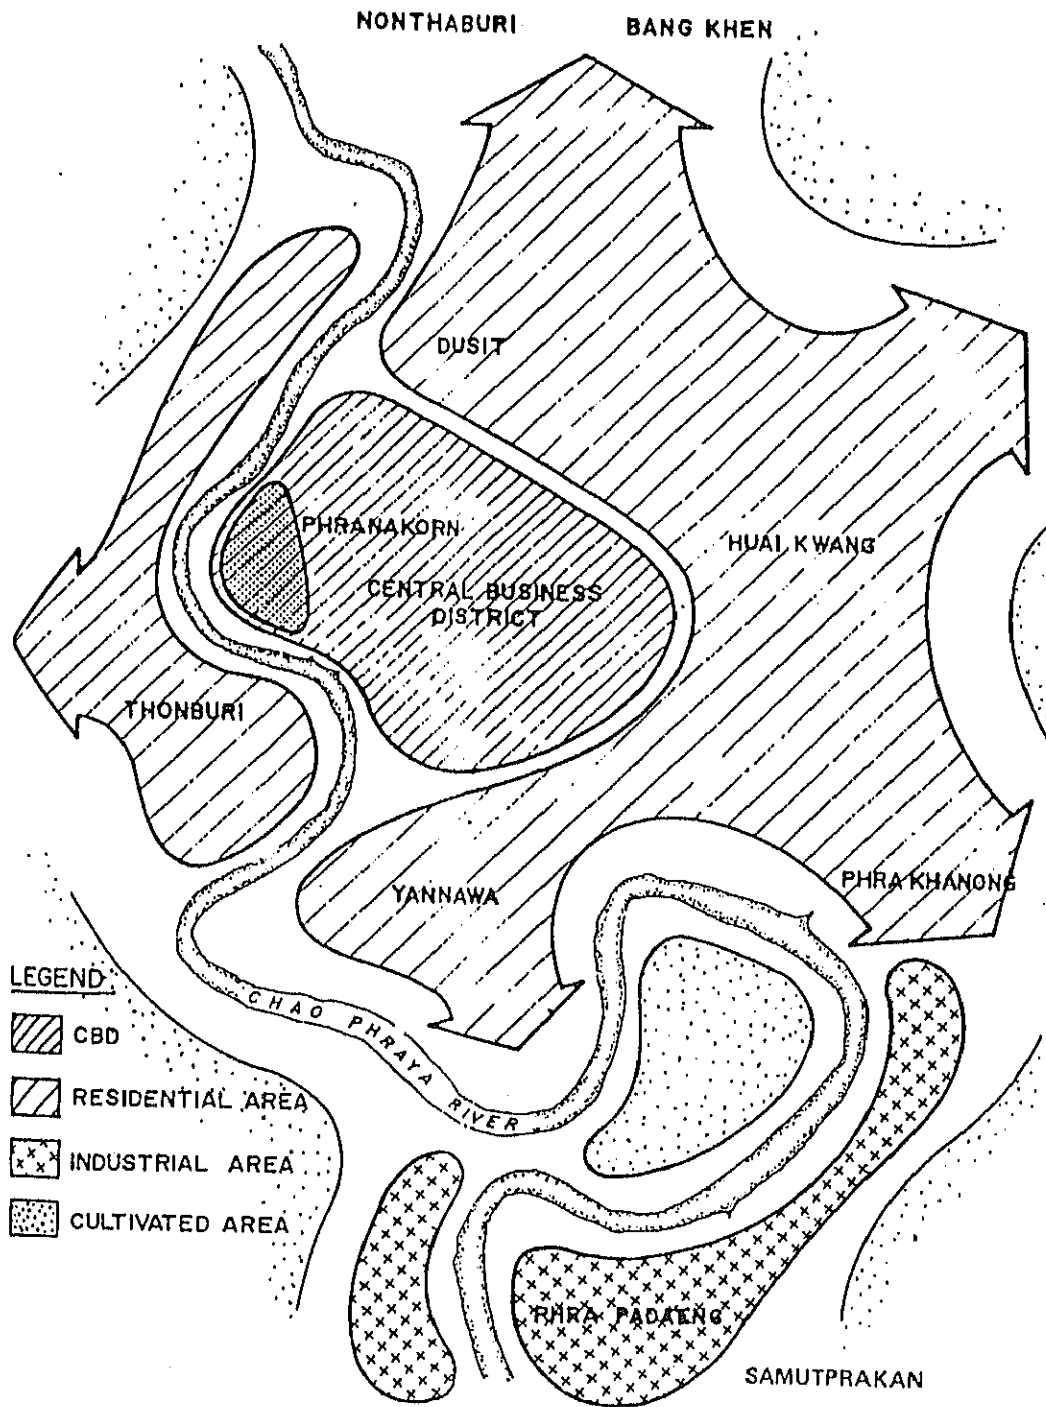 NONTHABURI
BANG KHEN
DUSIT
PHRANAKORN
HUAI KWANG
CENTRAL BUSINESS
DISTRICT
THONBURI
PHRA KHANONG
YANNAWA
LEGEND
CHAO PHRAYA RIVER
CBD
RESIDENTIAL AREA
INDUSTRIAL AREA
CULTIVATED AREA
PHRA PADAENG
SAMUTPRAKAN